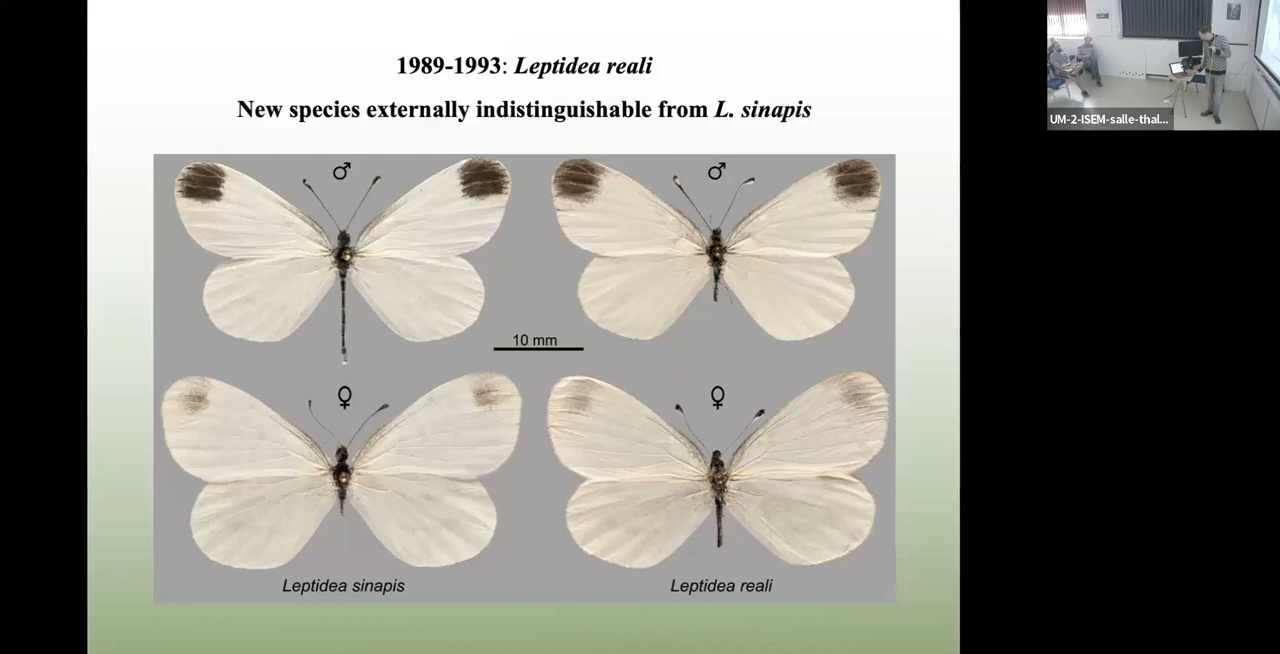 1989-1993: Leptidea reali
New species externally indistinguishable from L. sinapis
♂
♂
10 mm
♀
♀
Leptidea sinapis
Leptidea reali
UM-2-ISEM-salle-thal...